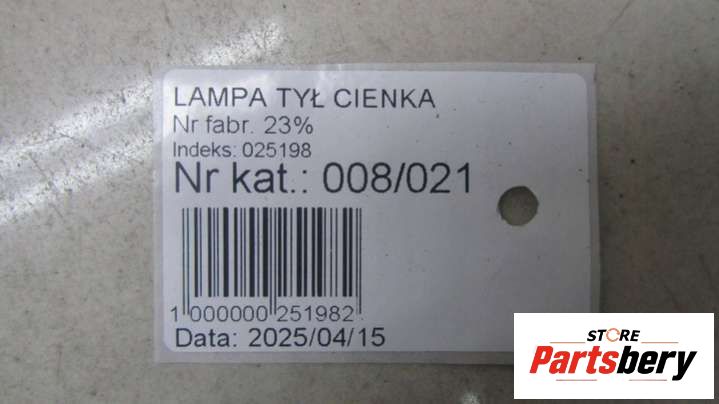 LAMPA TYŁ CIENKA
Nr fabr. 23%
Indeks: 025198
Nr kat.: 008/021
1 000000 251982
Data: 2025/04/15
STORE
Partsbery